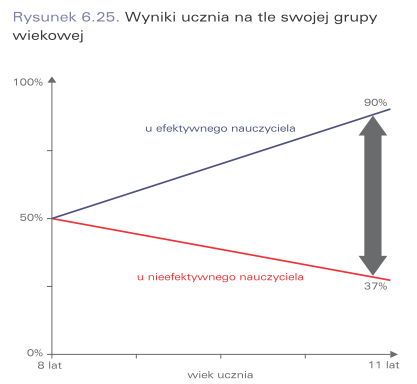 Rysunek 6.25. Wyniki ucznia na tle swojej grupy
wiekowej
100%
90%
u efektywnego nauczyciela
50%
u nieefektywnego nauczyciela
37%
0%
8 lat
11 lat
wiek ucznia